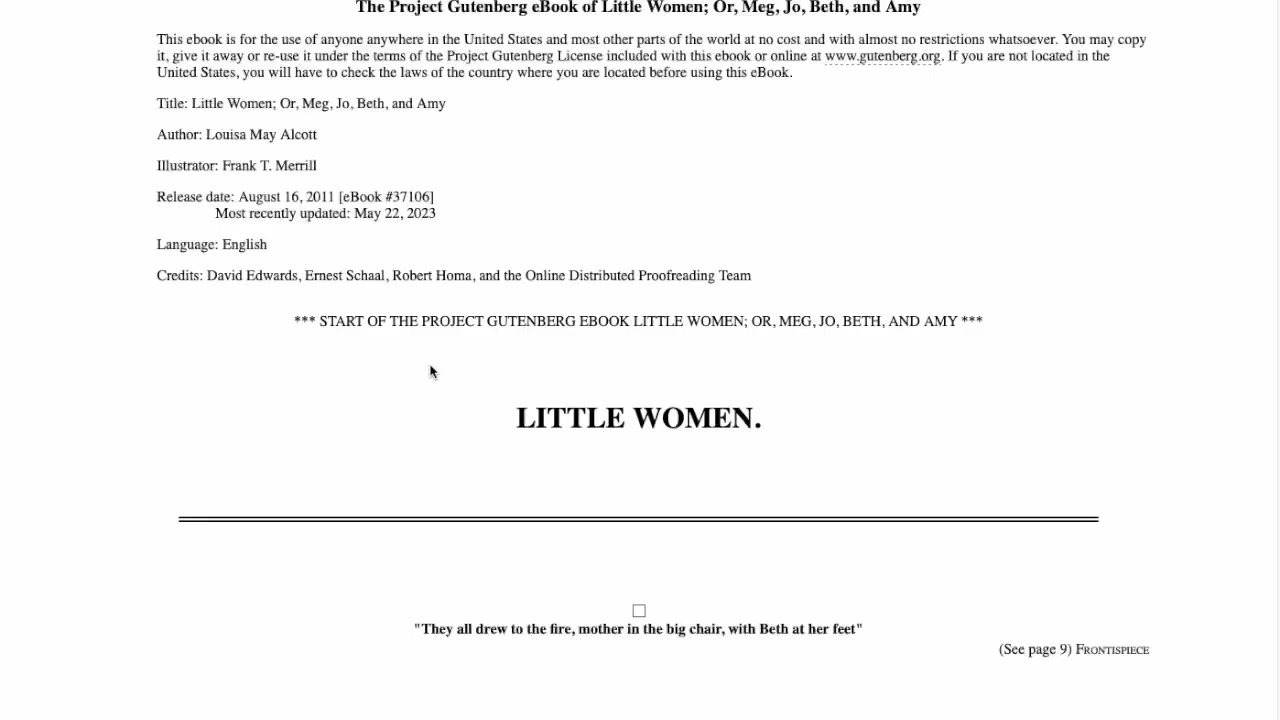 The Project Gutenberg eBook of Little Women; Or, Meg, Jo, Beth, and Amy
This ebook is for the use of anyone anywhere in the United States and most other parts of the world at no cost and with almost no restrictions whatsoever. You may copy
it, give it away or re-use it under the terms of the Project Gutenberg License included with this ebook or online at www.gutenberg.org. If you are not located in the
United States, you will have to check the laws of the country where you are located before using this eBook.
Title: Little Women; Or, Meg, Jo, Beth, and Amy
Author: Louisa May Alcott
Illustrator: Frank T. Merrill
Release date: August 16, 2011 [eBook #37106]
Most recently updated: May 22, 2023
Language: English
Credits: David Edwards, Ernest Schaal, Robert Homa, and the Online Distributed Proofreading Team
*** START OF THE PROJECT GUTENBERG EBOOK LITTLE WOMEN; OR, MEG, JO, BETH, AND AMY ***
LITTLE WOMEN.
"They all drew to the fire, mother in the big chair, with Beth at her feet"
(See page 9) FRONTISPIECE